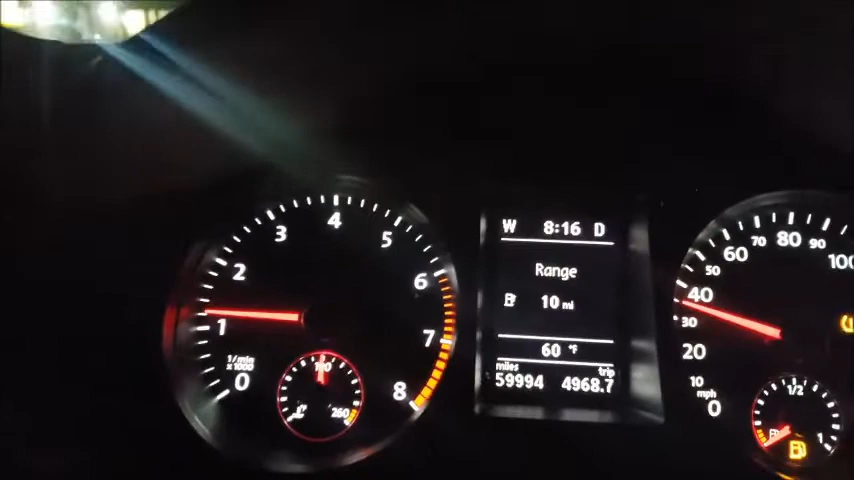 W 8:16 D
Range
10 mi
60 °F
miles trip
59994 4968.7
0 1 2 3 4 5 6 7 8
1/min
x1000
190
260
0 10 20 30 40 50 60 70 80 90 100
mph
1/2
1